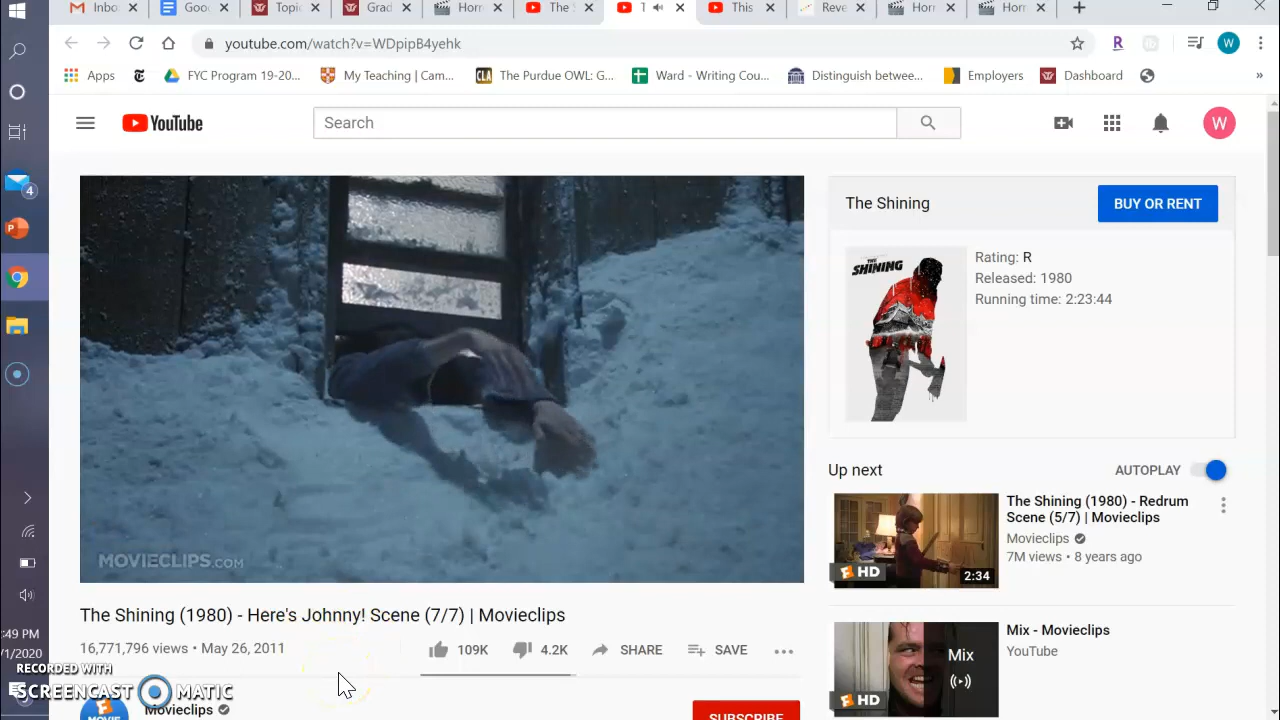 Inbo
Goo
Topi
Grad
Horr
The S
T
This
Reve
Horr
Horr
youtube.com/watch?v=WDpipB4yehk
R
W
Apps
FYC Program 19-20...
My Teaching | Cam...
CLA
The Purdue OWL: G...
Ward - Writing Cou...
Distinguish betwee...
Employers
Dashboard
»
YouTube
Search
W
4
The Shining
BUY OR RENT
THE SHINING
Rating: R
Released: 1980
Running time: 2:23:44
Up next
AUTOPLAY
The Shining (1980) - Redrum
Scene (5/7) | Movieclips
Movieclips
7M views • 8 years ago
HD
2:34
MOVIECLIPS.COM
The Shining (1980) - Here's Johnny! Scene (7/7) | Movieclips
16,771,796 views • May 26, 2011
109K
4.2K
SHARE
SAVE
Mix - Movieclips
YouTube
Mix
HD
:49 PM
/1/2020
RECORDED WITH
SCREENCAST MATIC
MOVIE
Movieclips
SUBSCRIBE